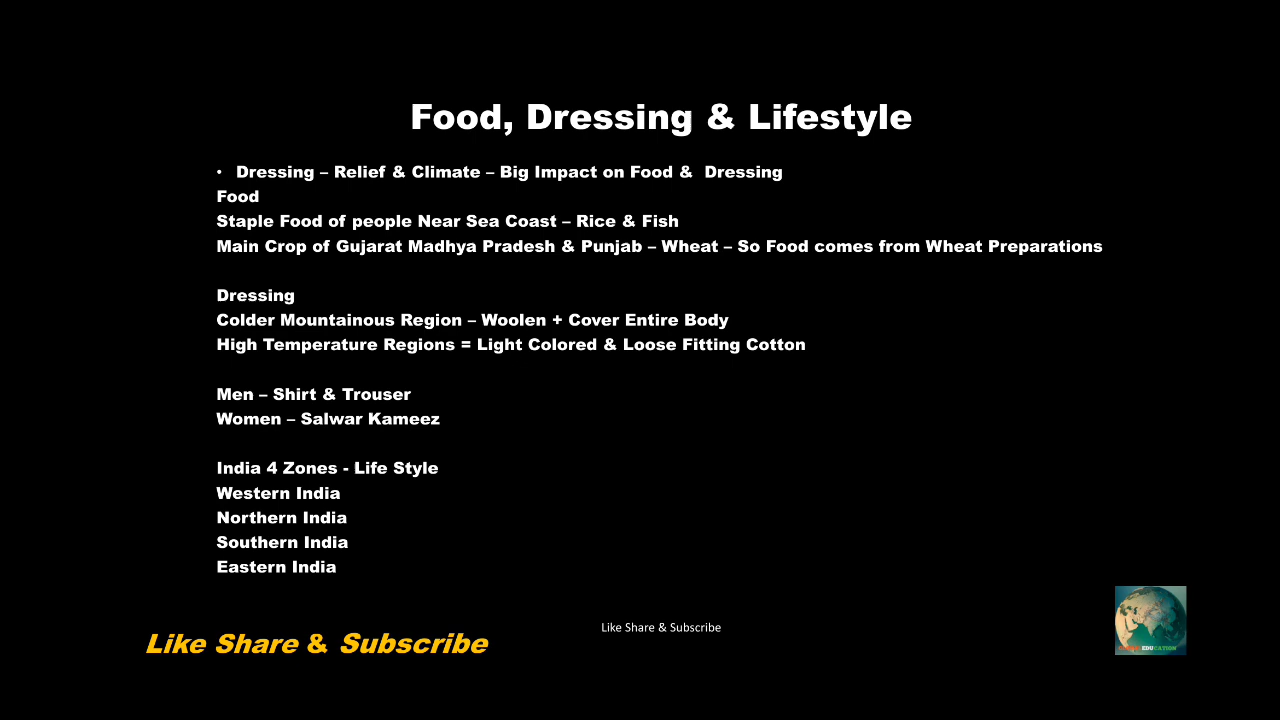 Food, Dressing & Lifestyle
• Dressing – Relief & Climate – Big Impact on Food &  Dressing
Food
Staple Food of people Near Sea Coast – Rice & Fish
Main Crop of Gujarat Madhya Pradesh & Punjab – Wheat – So Food comes from Wheat Preparations
Dressing
Colder Mountainous Region – Woolen + Cover Entire Body
High Temperature Regions = Light Colored & Loose Fitting Cotton
Men – Shirt & Trouser
Women – Salwar Kameez
India 4 Zones - Life Style
Western India
Northern India
Southern India
Eastern India
Like Share & Subscribe
Like Share & Subscribe
EDUCATION